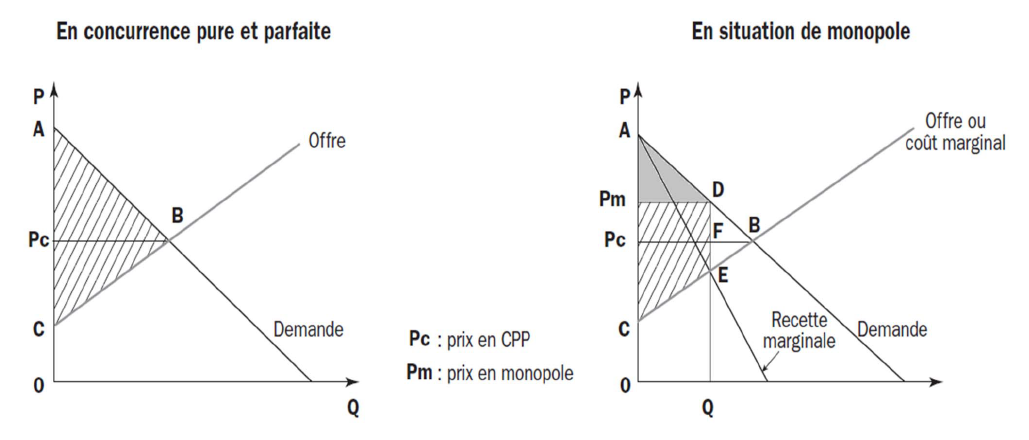 En concurrence pure et parfaite
P
A
Offre
B
Pc
C
Demande
0
Q
Pc : prix en CPP
Pm : prix en monopole
En situation de monopole
P
A
Offre ou
coût marginal
Pm
D
Pc
F
B
E
C
Recette
marginale
Demande
0
Q